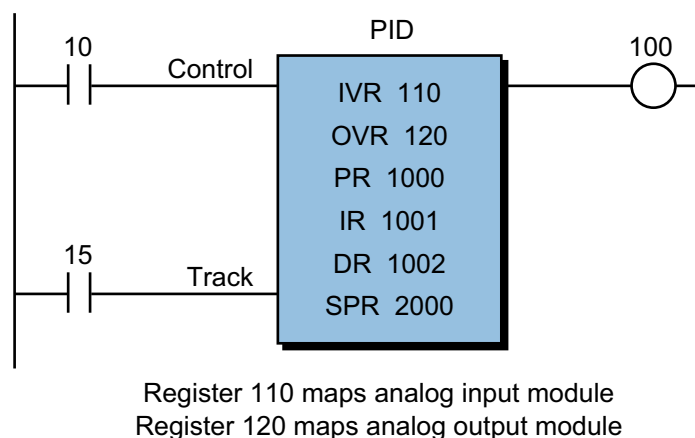 PID
10
Control
100
IVR 110
OVR 120
PR 1000
IR 1001
DR 1002
SPR 2000
15
Track
Register 110 maps analog input module
Register 120 maps analog output module